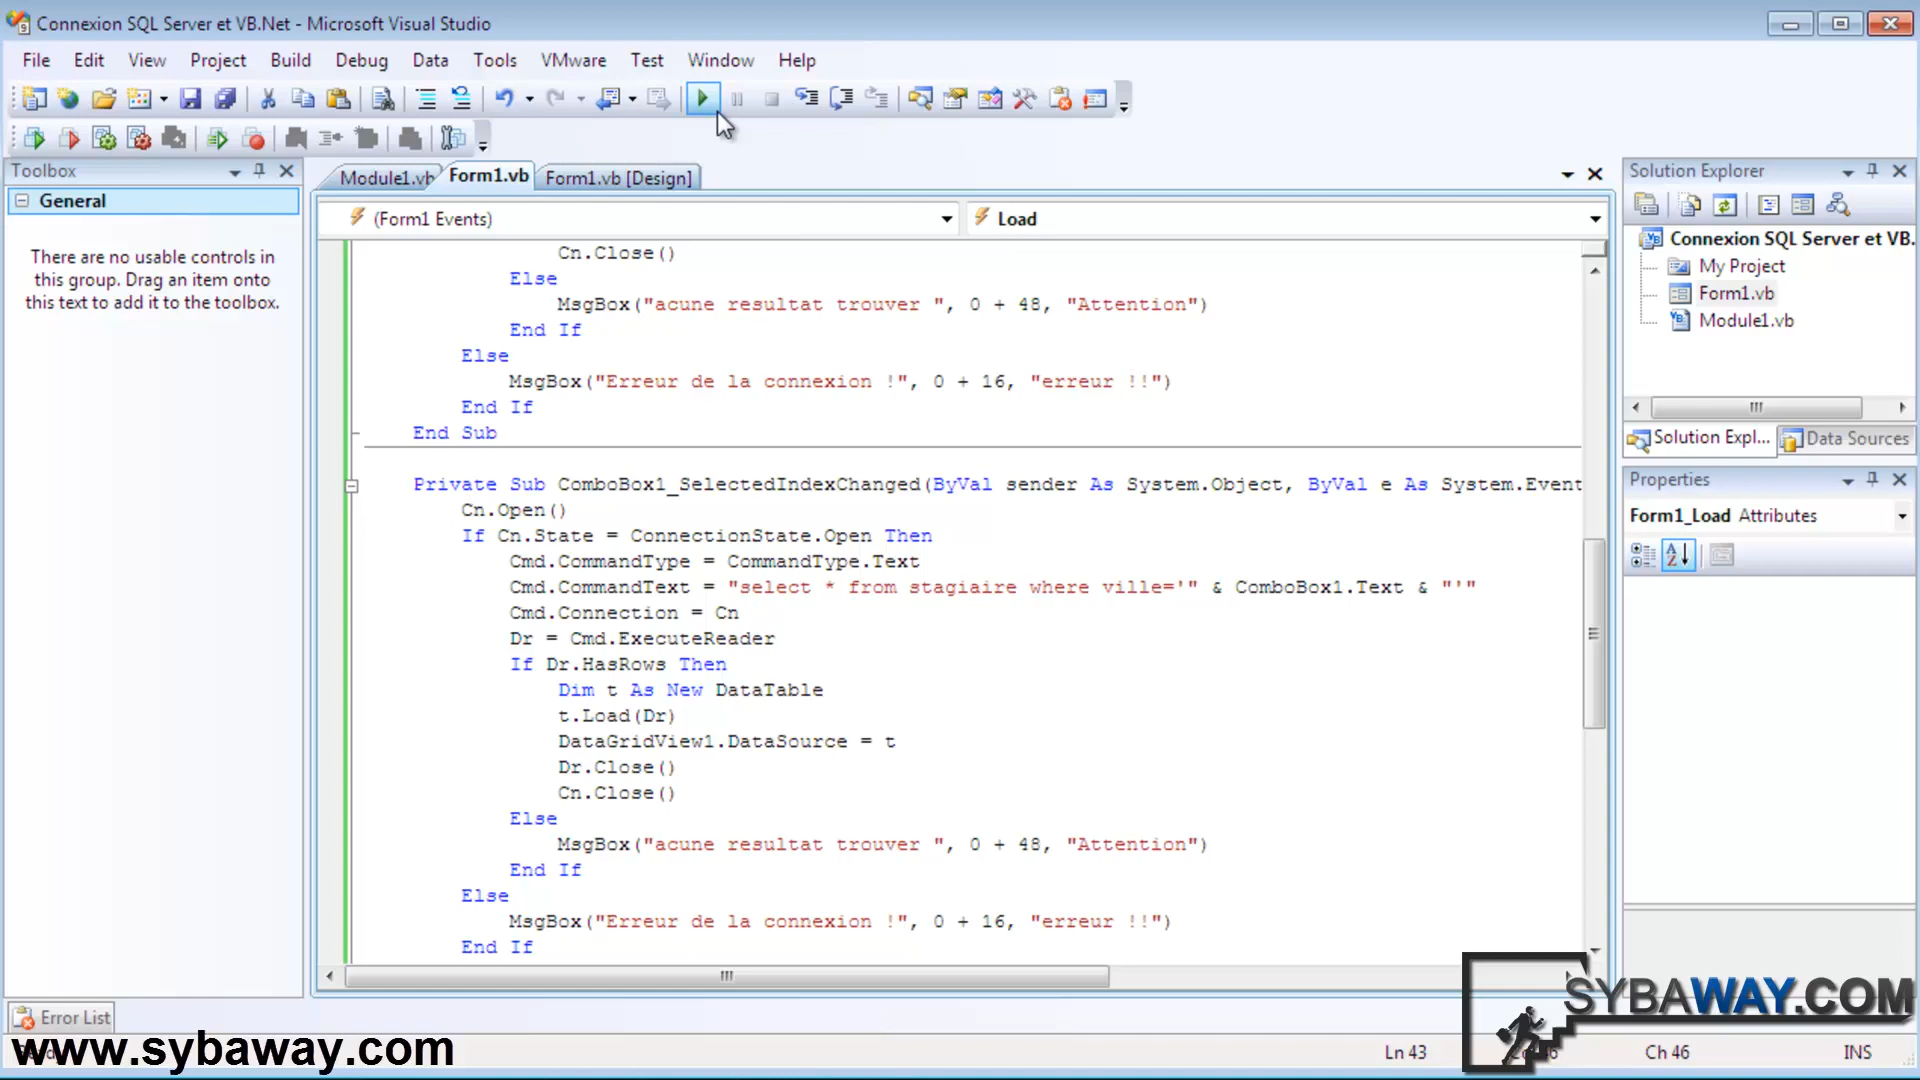 Connexion SQL Server et VB.Net - Microsoft Visual Studio
File Edit View Project Build Debug Data Tools VMware Test Window Help
Toolbox
General
There are no usable controls in
this group. Drag an item onto
this text to add it to the toolbox.
Module1.vb Form1.vb Form1.vb [Design]
(Form1 Events) Load
Cn.Close()
Else
MsgBox("acune resultat trouver ", 0 + 48, "Attention")
End If
Else
MsgBox("Erreur de la connexion !", 0 + 16, "erreur !!")
End If
End Sub
Private Sub ComboBox1_SelectedIndexChanged(ByVal sender As System.Object, ByVal e As System.Event
Cn.Open()
If Cn.State = ConnectionState.Open Then
Cmd.CommandType = CommandType.Text
Cmd.CommandText = "select * from stagiaire where ville='" & ComboBox1.Text & "'"
Cmd.Connection = Cn
Dr = Cmd.ExecuteReader
If Dr.HasRows Then
Dim t As New DataTable
t.Load(Dr)
DataGridView1.DataSource = t
Dr.Close()
Cn.Close()
Else
MsgBox("acune resultat trouver ", 0 + 48, "Attention")
End If
Else
MsgBox("Erreur de la connexion !", 0 + 16, "erreur !!")
End If
Solution Explorer
Connexion SQL Server et VB.
My Project
Form1.vb
Module1.vb
Solution Expl... Data Sources
Properties
Form1_Load Attributes
Error List
www.sybaway.com
SYBAWAY.COM
Ln 43 Ch 46 INS